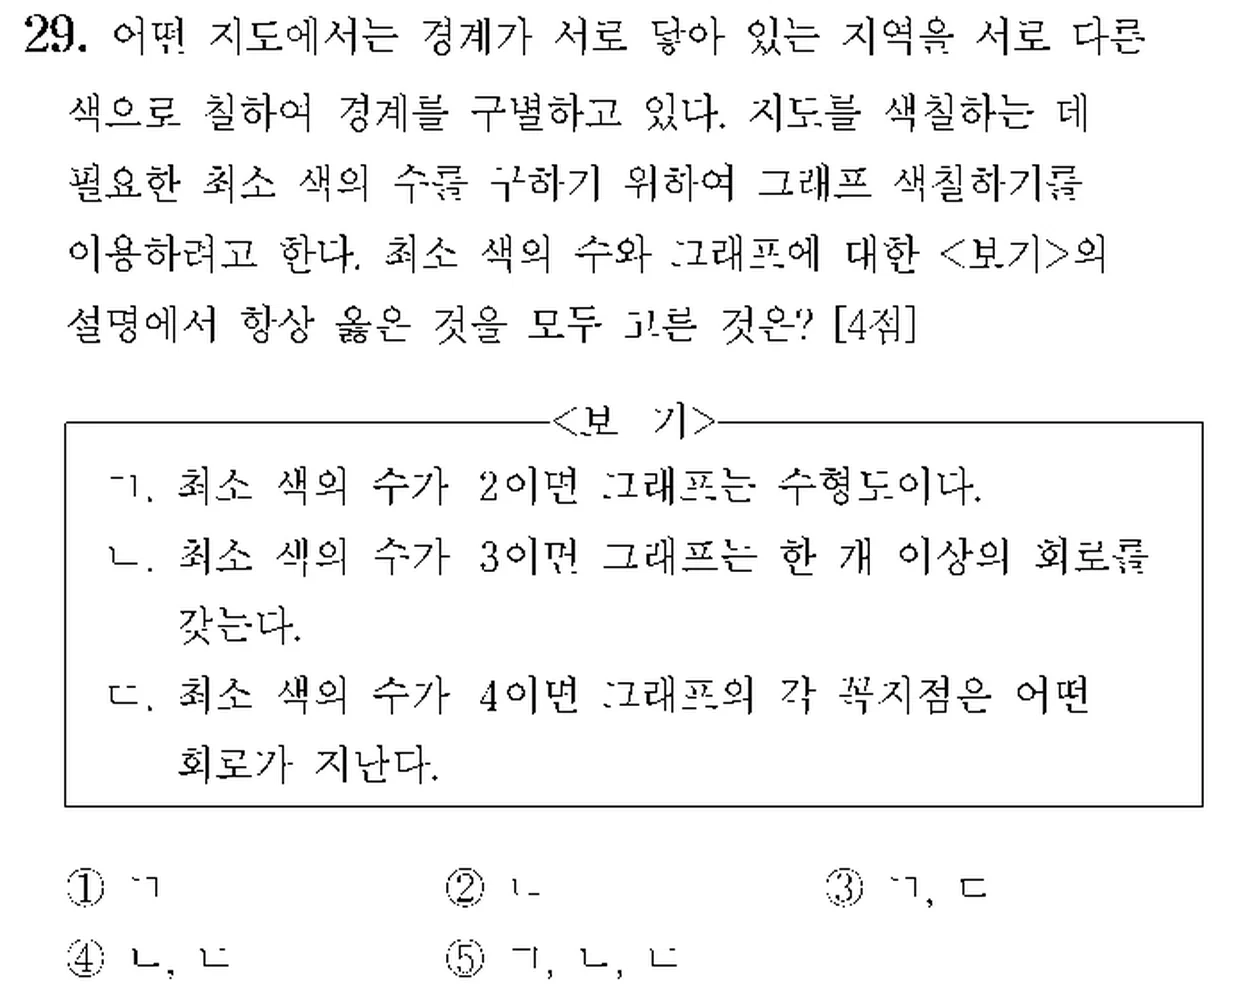 29. 어떤 지도에서는 경계가 서로 닿아 있는 지역을 서로 다른
색으로 칠하여 경계를 구별하고 있다. 지도를 색칠하는 데
필요한 최소 색의 수를 구하기 위하여 그래프 색칠하기를
이용하려고 한다. 최소 색의 수와 그래프에 대한 <보기>의
설명에서 항상 옳은 것을 모두 고른 것은? [4점]
<보 기>
ㄱ. 최소 색의 수가 2이면 그래프는 수형도이다.
ㄴ. 최소 색의 수가 3이면 그래프는 한 개 이상의 회로를
갖는다.
ㄷ. 최소 색의 수가 4이면 그래프의 각 꼭지점은 어떤
회로가 지난다.
① ㄱ ② ㄴ ③ ㄱ, ㄷ
④ ㄴ, ㄷ ⑤ ㄱ, ㄴ, ㄷ